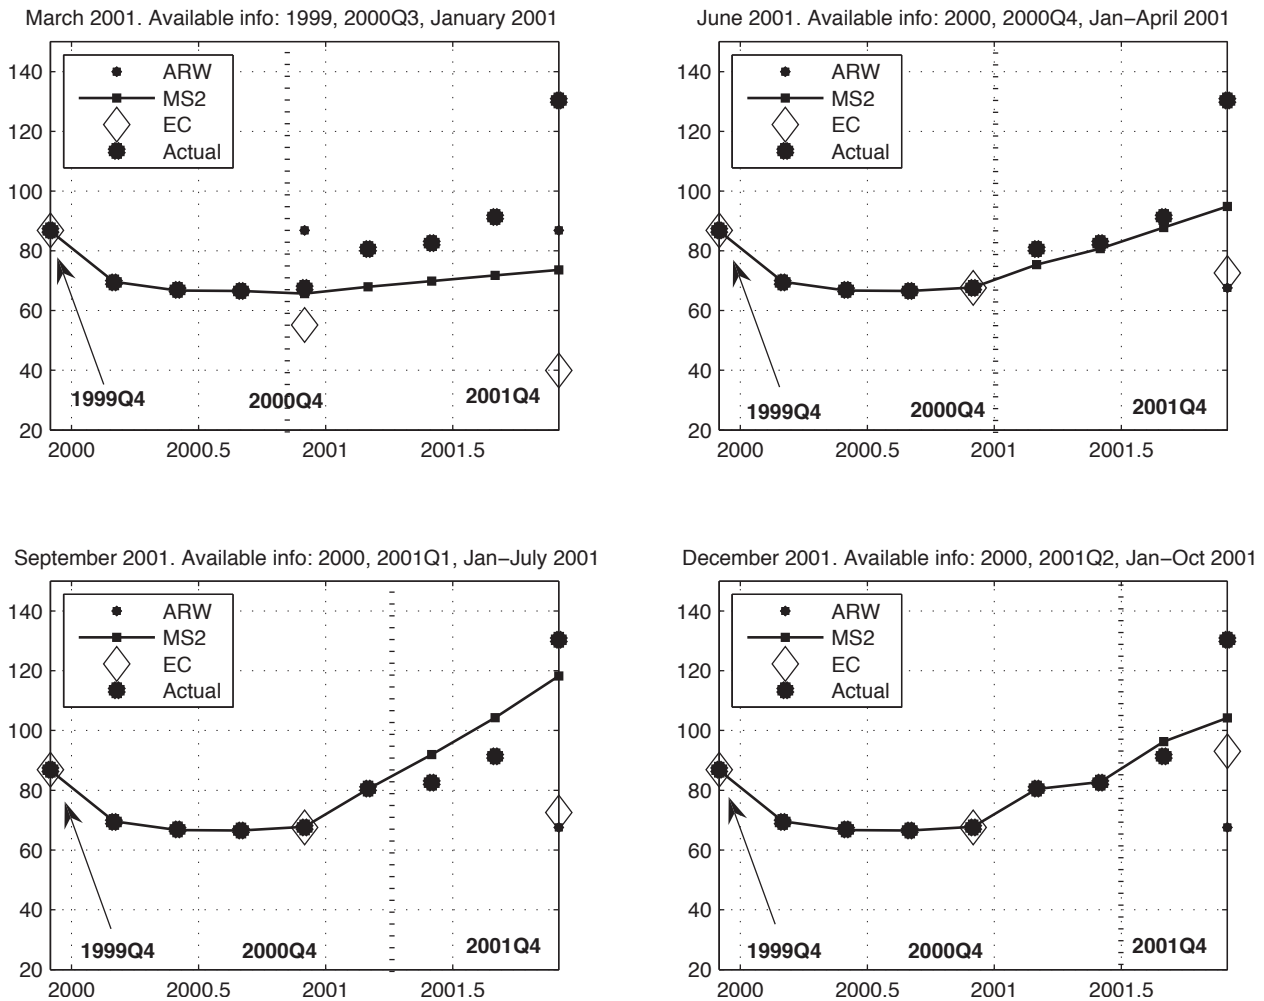 March 2001. Available info: 1999, 2000Q3, January 2001
140
120
100
80
60
40
20
ARW
MS2
EC
Actual
1999Q4
2000Q4
2001Q4
2000
2000.5
2001
2001.5
June 2001. Available info: 2000, 2000Q4, Jan−April 2001
140
120
100
80
60
40
20
ARW
MS2
EC
Actual
1999Q4
2000Q4
2001Q4
2000
2000.5
2001
2001.5
September 2001. Available info: 2000, 2001Q1, Jan−July 2001
140
120
100
80
60
40
20
ARW
MS2
EC
Actual
1999Q4
2000Q4
2001Q4
2000
2000.5
2001
2001.5
December 2001. Available info: 2000, 2001Q2, Jan−Oct 2001
140
120
100
80
60
40
20
ARW
MS2
EC
Actual
1999Q4
2000Q4
2001Q4
2000
2000.5
2001
2001.5